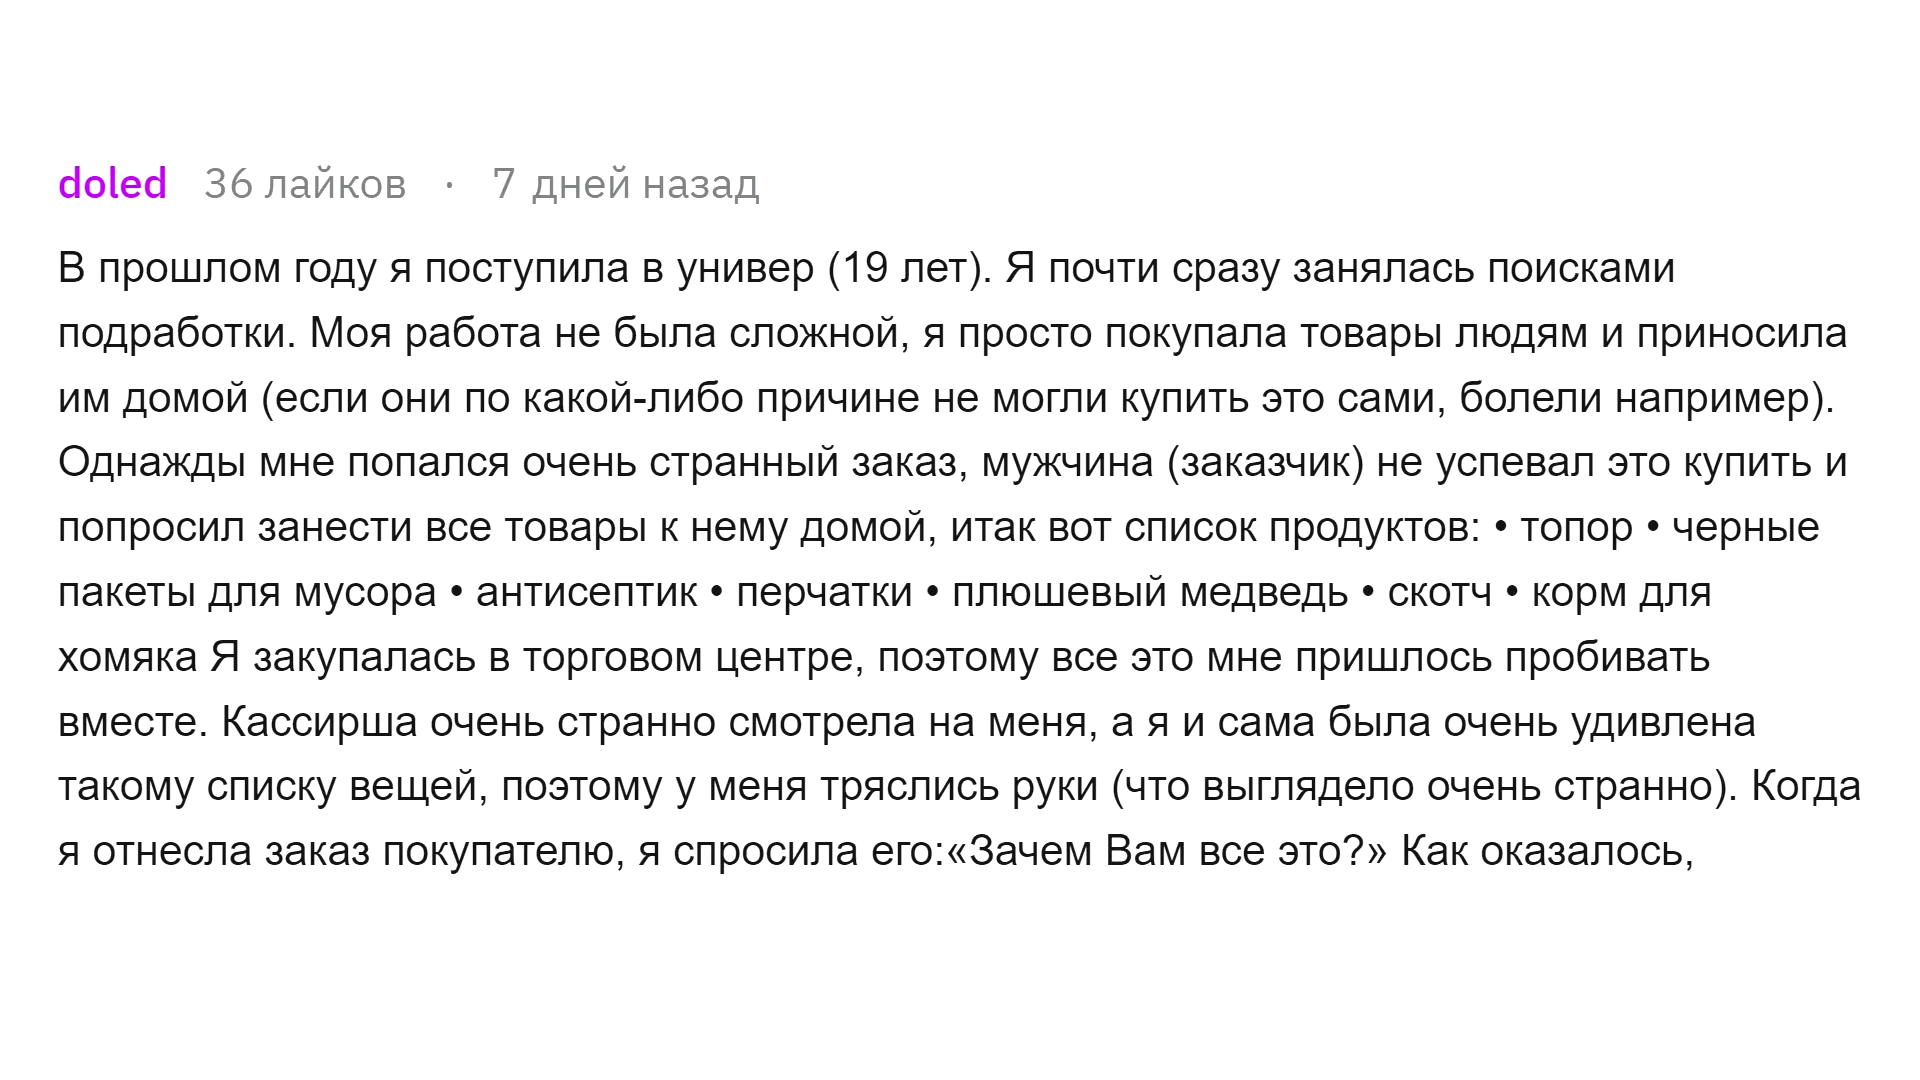 doled 36 лайков · 7 дней назад
В прошлом году я поступила в универ (19 лет). Я почти сразу занялась поисками
подработки. Моя работа не была сложной, я просто покупала товары людям и приносила
им домой (если они по какой-либо причине не могли купить это сами, болели например).
Однажды мне попался очень странный заказ, мужчина (заказчик) не успевал это купить и
попросил занести все товары к нему домой, итак вот список продуктов: • топор • черные
пакеты для мусора • антисептик • перчатки • плюшевый медведь • скотч • корм для
хомяка Я закупалась в торговом центре, поэтому все это мне пришлось пробивать
вместе. Кассирша очень странно смотрела на меня, а я и сама была очень удивлена
такому списку вещей, поэтому у меня тряслись руки (что выглядело очень странно). Когда
я отнесла заказ покупателю, я спросила его:«Зачем Вам все это?» Как оказалось,